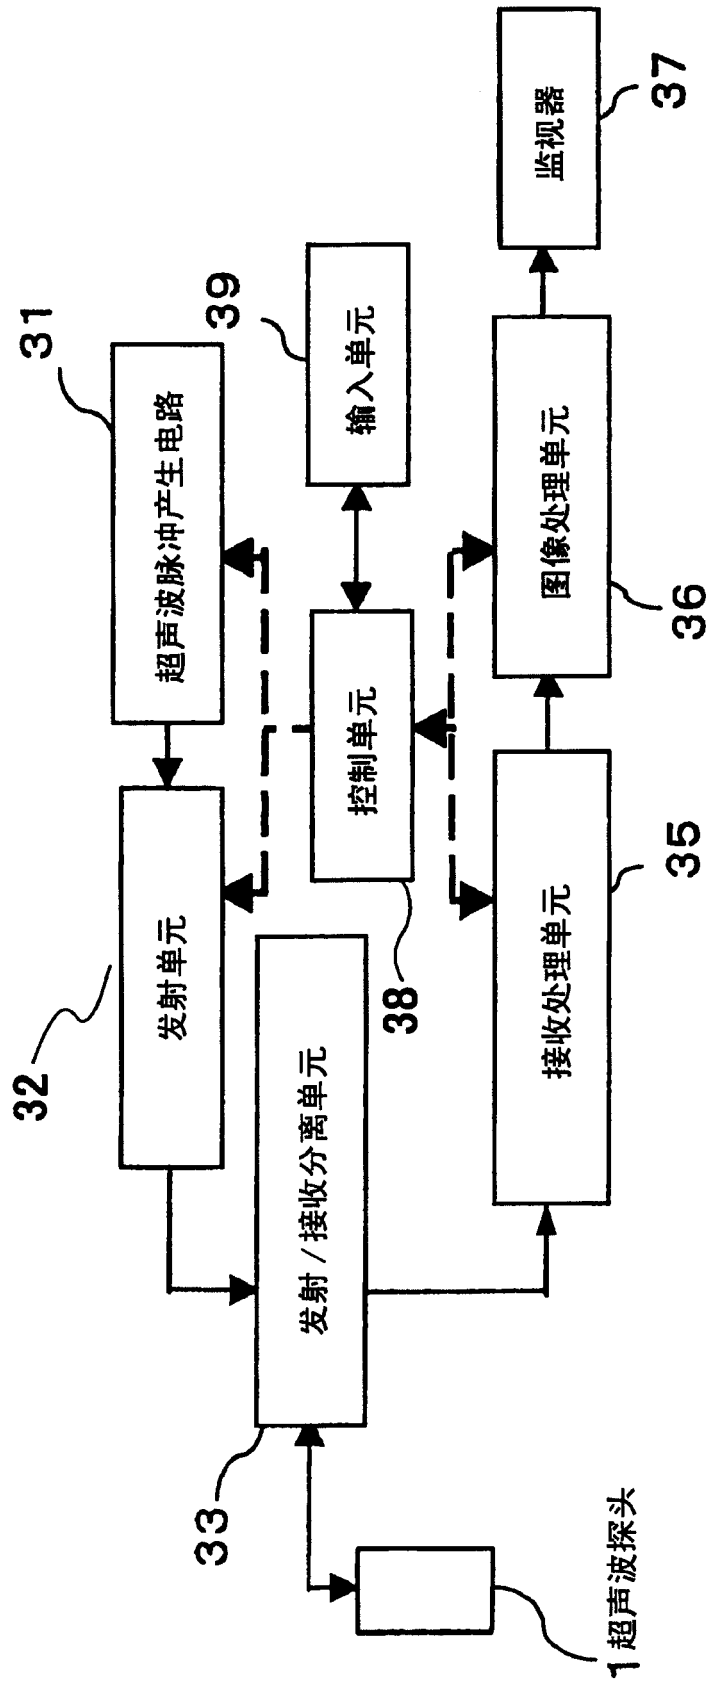 31
超声波脉冲产生电路
32
发射单元
39
输入单元
33
发射/接收分离单元
38
控制单元
37
监视器
36
图像处理单元
35
接收处理单元
1超声波探头